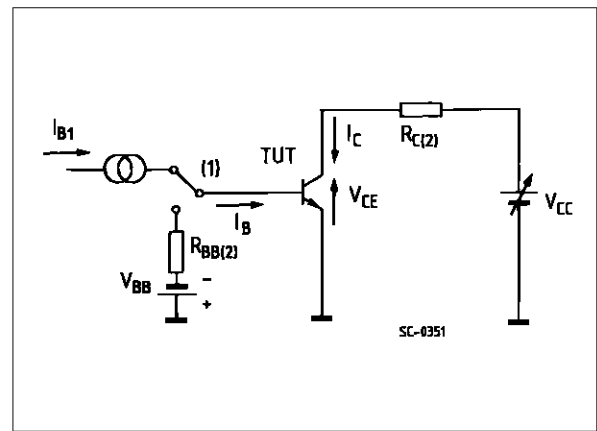 I_B1
(1)
TUT
I_C
R_C(2)
V_CE
V_CC
I_B
R_BB(2)
V_BB
-
+
SC-0351